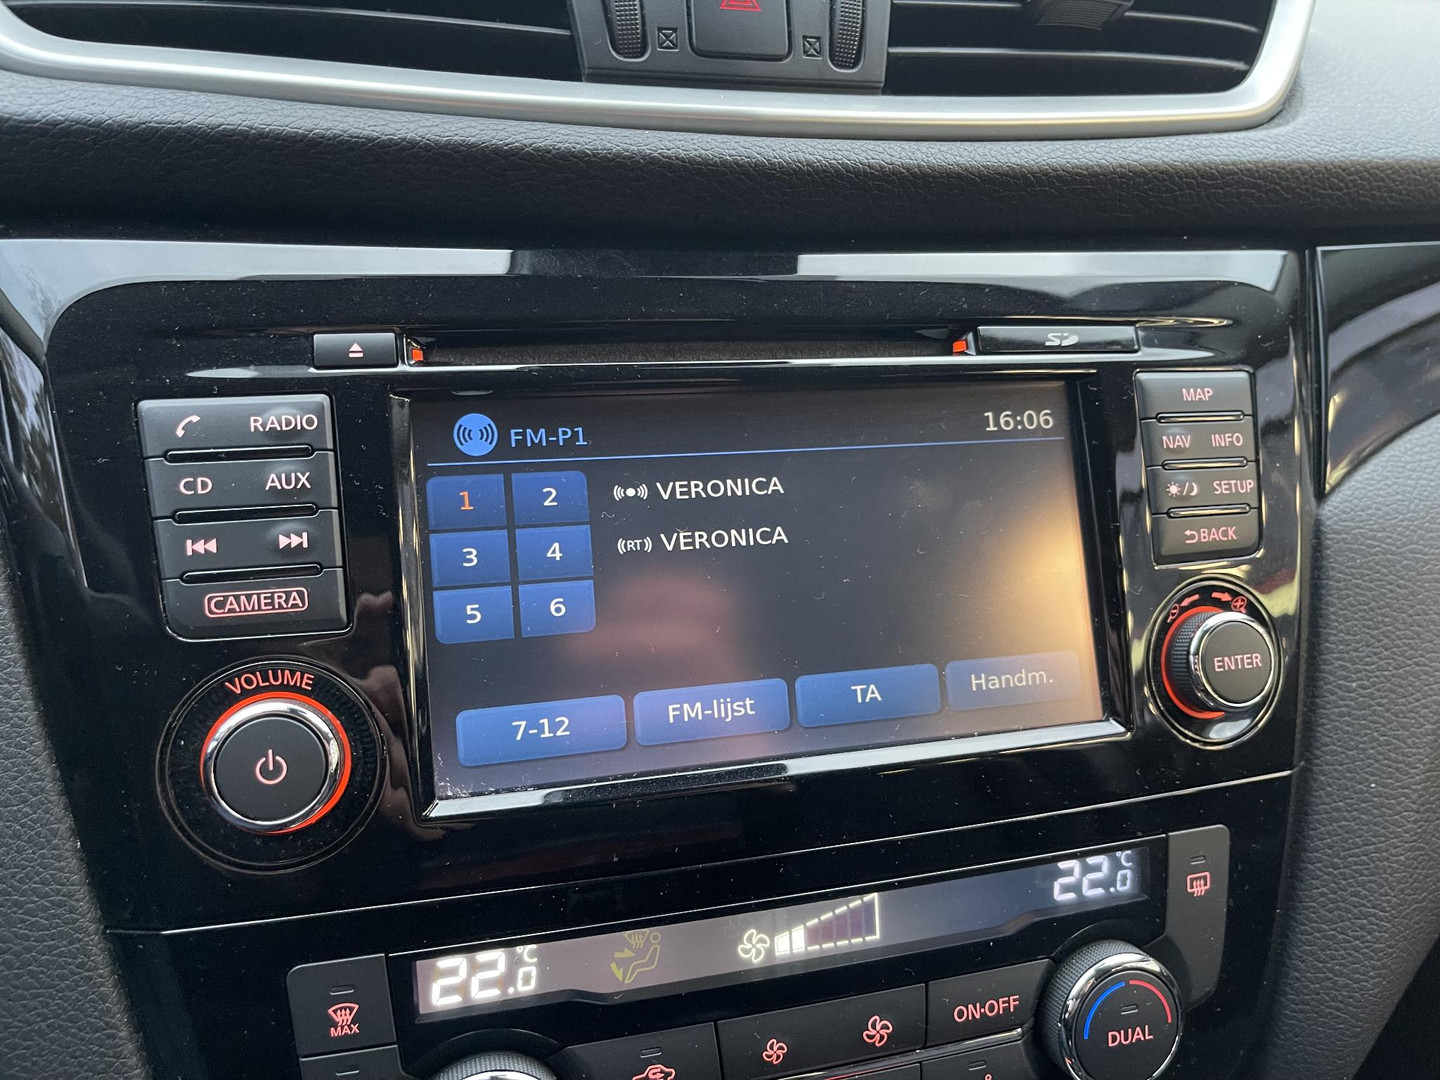 SD
RADIO
CD AUX
CAMERA
VOLUME
FM-P1
16:06
1 2
3 4
5 6
VERONICA
(RT) VERONICA
7-12
FM-lijst
TA
Handm.
MAP
NAV INFO
SETUP
BACK
ENTER
22.0 °C
22.0 °C
MAX
ON·OFF
DUAL